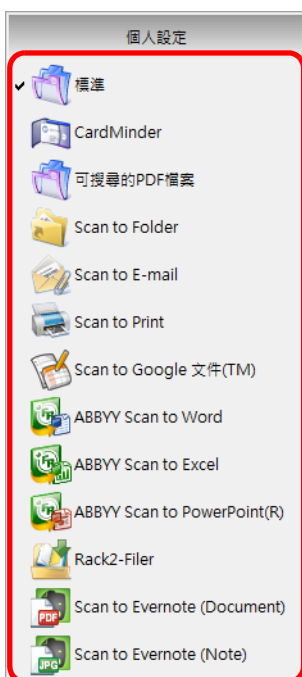 個人設定
標準
CardMinder
可搜尋的PDF檔案
Scan to Folder
Scan to E-mail
Scan to Print
Scan to Google 文件(TM)
ABBYY Scan to Word
ABBYY Scan to Excel
ABBYY Scan to PowerPoint(R)
Rack2-Filer
PDF
Scan to Evernote (Document)
JPG
Scan to Evernote (Note)